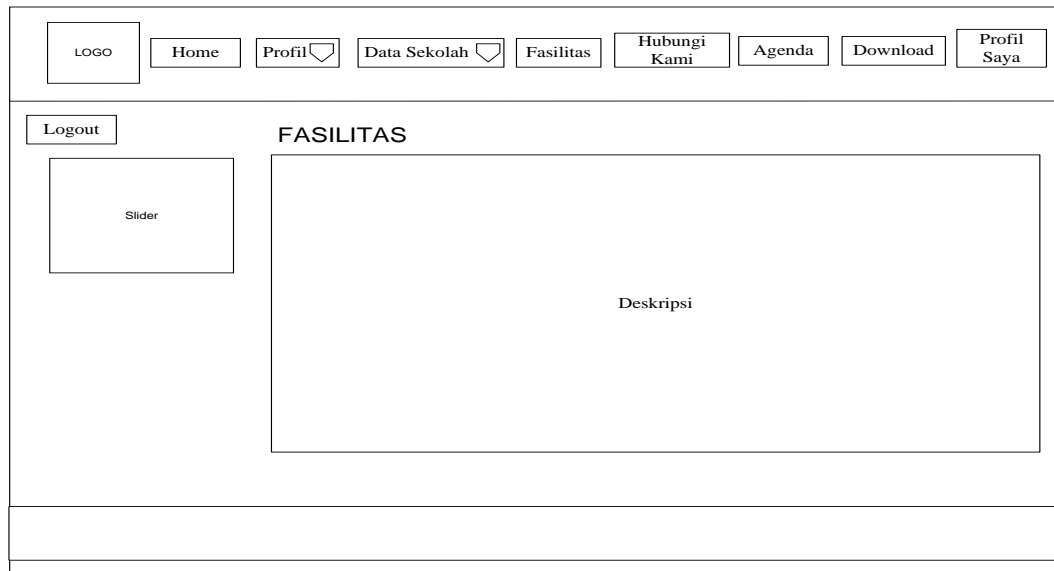 LOGO
Home
Profil
Data Sekolah
Fasilitas
Hubungi
Kami
Agenda
Download
Profil
Saya
Logout
FASILITAS
Slider
Deskripsi